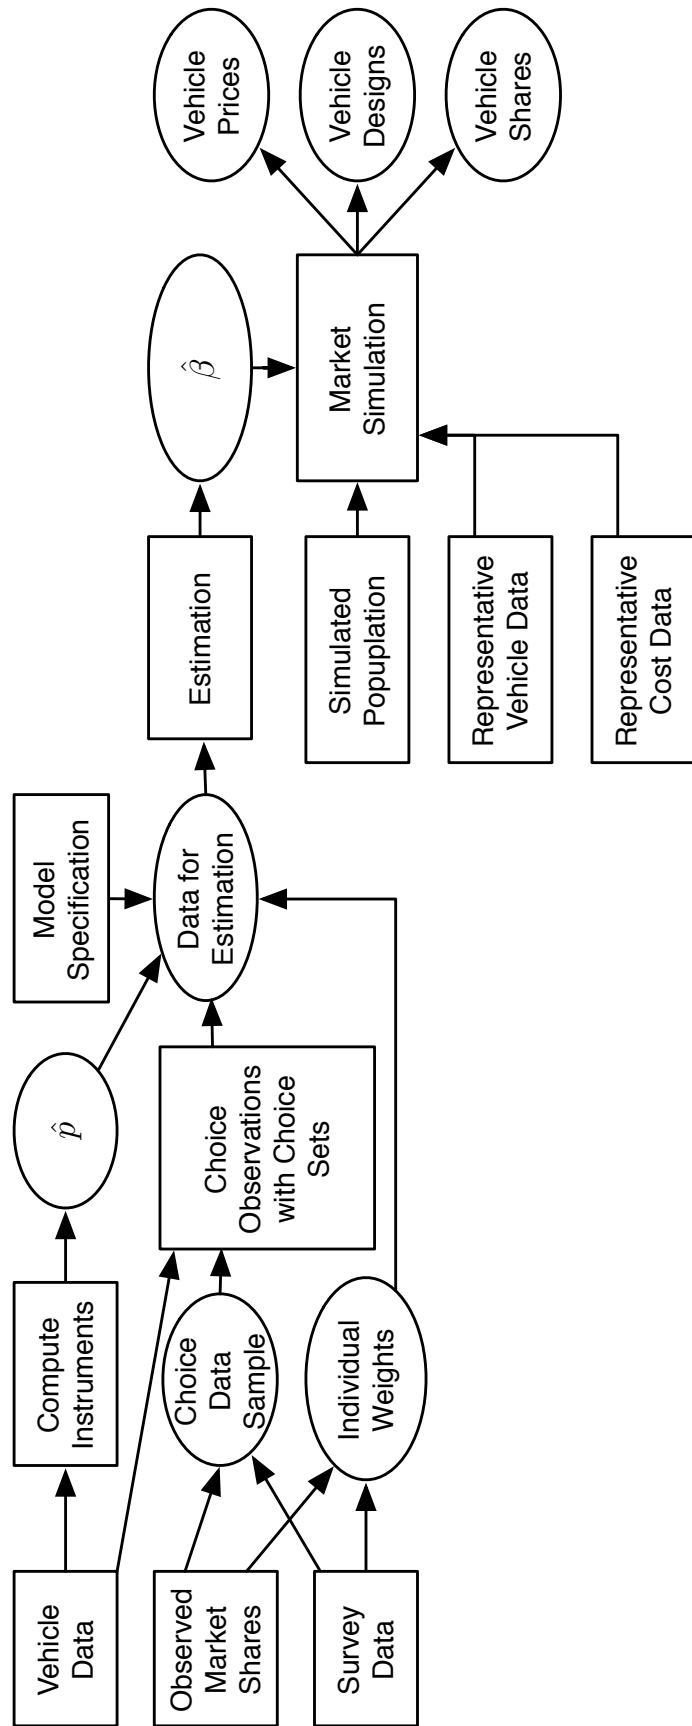 Vehicle
Data
Observed
Market
Shares
Survey
Data
Compute
Instruments
Choice
Data
Sample
Individual
Weights
p̂
Choice
Observations
with Choice
Sets
Model
Specification
Data for
Estimation
Estimation
Simulated
Popuplation
Representative
Vehicle Data
Representative
Cost Data
β̂
Market
Simulation
Vehicle
Prices
Vehicle
Designs
Vehicle
Shares